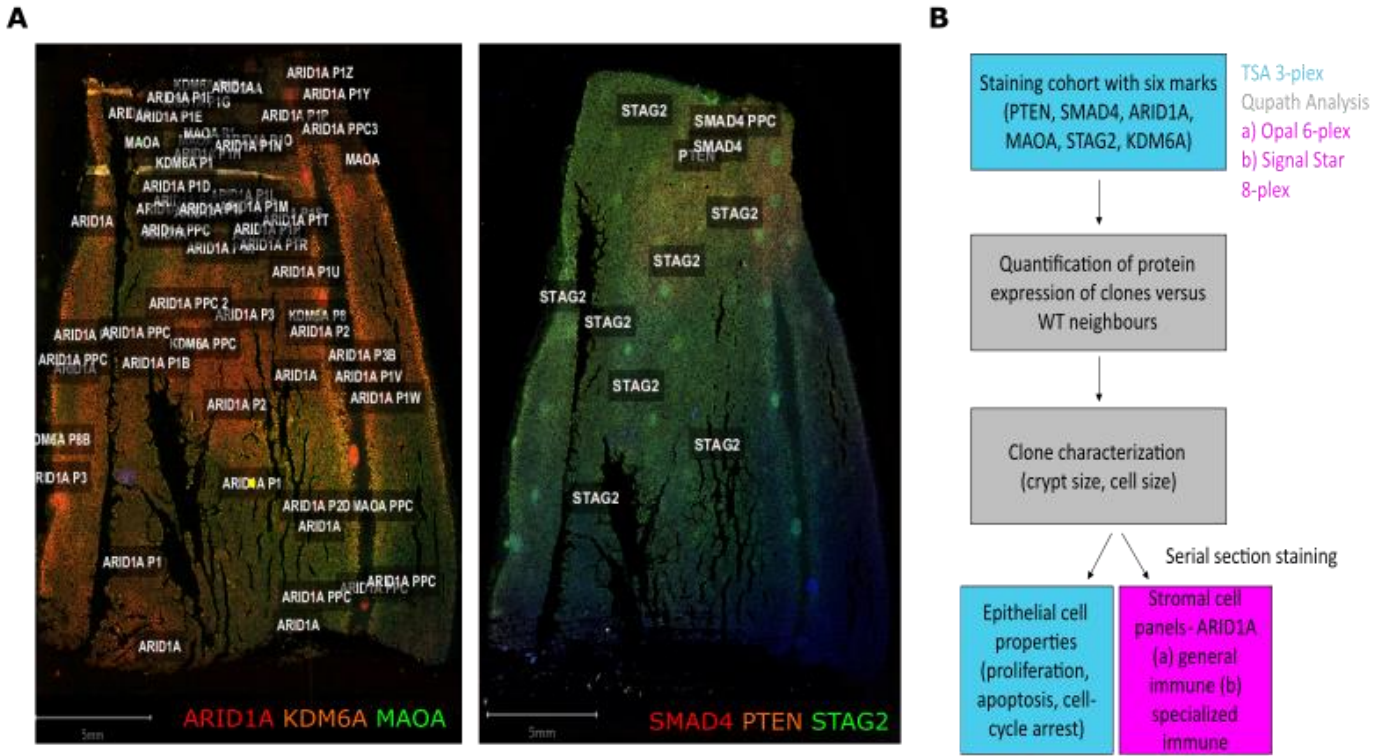 A
B
ARID1A P1Z
ARID1AA
ARID1A P1Y
ARID1A P1E
ARID1A P1P
ARID1A PPC3
MAOA
ARID1A P1N
MAOA
KDM6A P1
ARID1A P1D
ARID1A P1M
ARID1A
ARID1A P1T
ARID1A PPC
ARID1A P1R
ARID1A P1U
ARID1A PPC 2
ARID1A P3
KDM6A P8
ARID1A P2
ARID1A PPC
KDM6A PPC
ARID1A P3B
ARID1A PPC
ARID1A
ARID1A P1B
ARID1A
ARID1A P1V
ARID1A P1W
ARID1A P2
DM6A P8B
RID1A P3
ARID1A P1
ARID1A P2D MAOA PPC
ARID1A
ARID1A P1
ARID1A PPC
ARID1A PPC
ARID1A
ARID1A
5mm
ARID1A KDM6A MAOA
STAG2
SMAD4 PPC
SMAD4
PTEN
STAG2
STAG2
STAG2
STAG2
STAG2
STAG2
STAG2
5mm
SMAD4 PTEN STAG2
Staining cohort with six marks
(PTEN, SMAD4, ARID1A,
MAOA, STAG2, KDM6A)
TSA 3-plex
Qupath Analysis
a) Opal 6-plex
b) Signal Star
8-plex
Quantification of protein
expression of clones versus
WT neighbours
Clone characterization
(crypt size, cell size)
Serial section staining
Epithelial cell
properties
(proliferation,
apoptosis, cell-
cycle arrest)
Stromal cell
panels- ARID1A
(a) general
immune (b)
specialized
immune